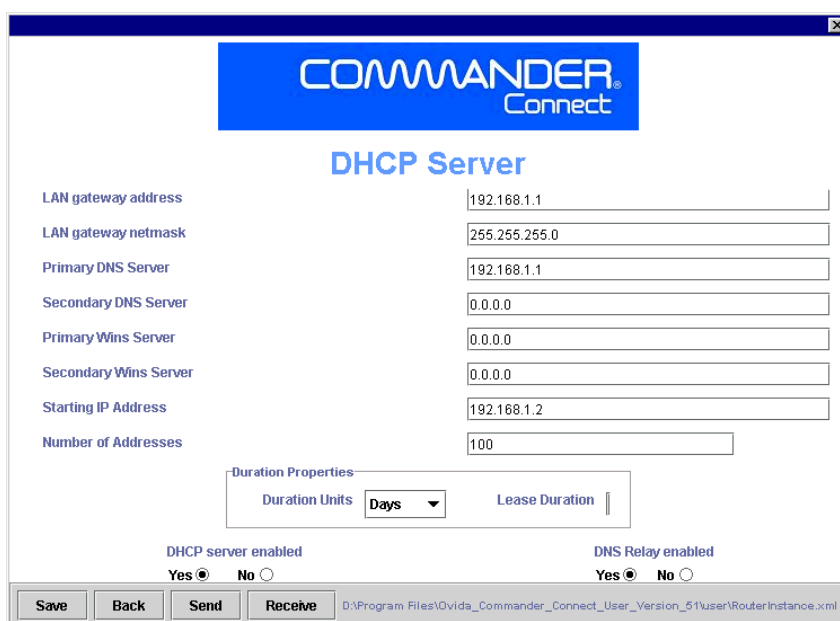 COMMANDER®
Connect
DHCP Server
LAN gateway address 192.168.1.1
LAN gateway netmask 255.255.255.0
Primary DNS Server 192.168.1.1
Secondary DNS Server 0.0.0.0
Primary Wins Server 0.0.0.0
Secondary Wins Server 0.0.0.0
Starting IP Address 192.168.1.2
Number of Addresses 100
Duration Properties
Duration Units Days Lease Duration
DHCP server enabled DNS Relay enabled
Yes No Yes No
Save Back Send Receive D:\Program Files\Ovida_Commander_Connect_User_Version_51\user\RouterInstance.xml